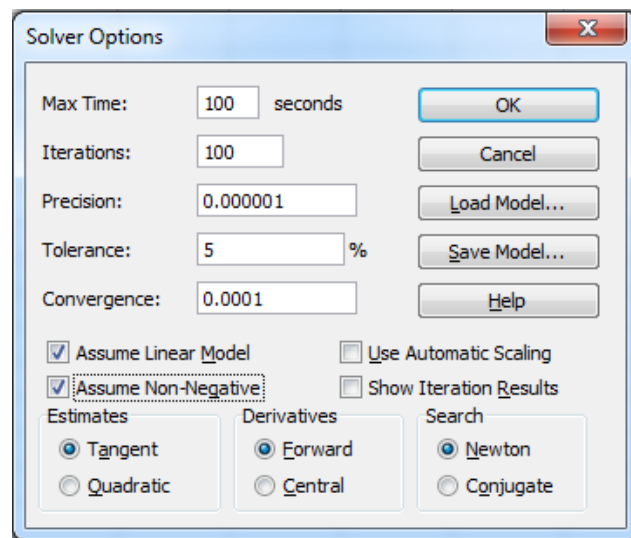 Solver Options
Max Time: 100 seconds
OK
Iterations: 100
Cancel
Precision: 0.000001
Load Model...
Tolerance: 5 %
Save Model...
Convergence: 0.0001
Help
Assume Linear Model
Use Automatic Scaling
Assume Non-Negative
Show Iteration Results
Estimates
Derivatives
Search
Tangent
Forward
Newton
Quadratic
Central
Conjugate